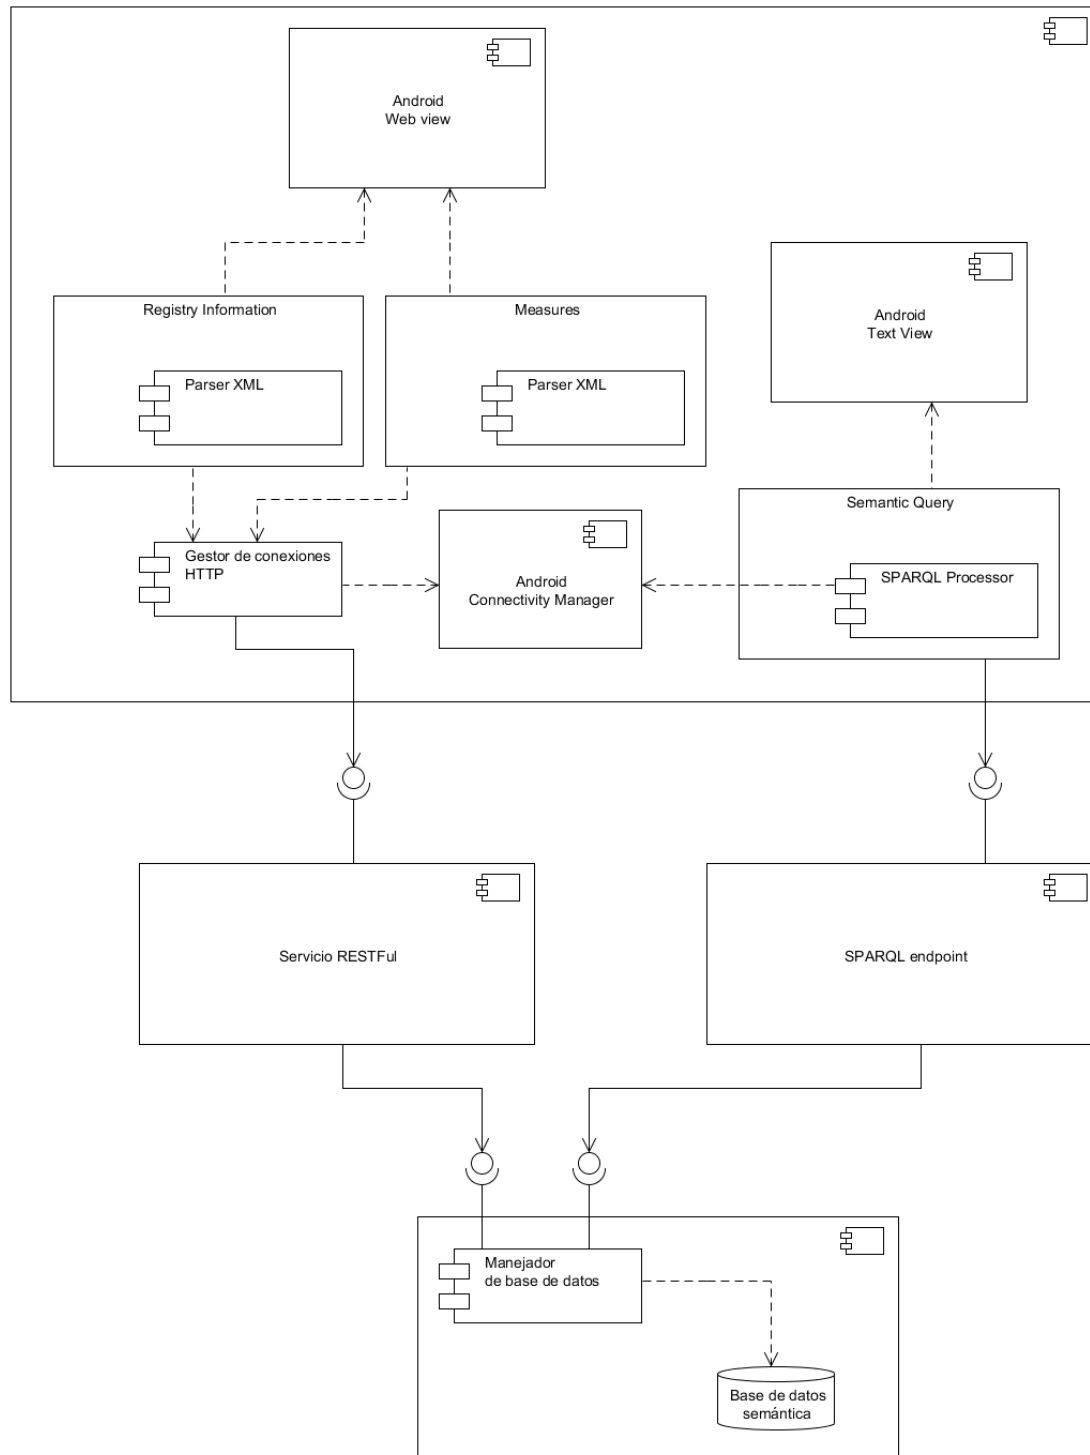 Android
Web view
Registry Information
Measures
Android
Text View
Parser XML
Parser XML
Semantic Query
Gestor de conexiones
HTTP
Android
Connectivity Manager
SPARQL Processor
Servicio RESTFul
SPARQL endpoint
Manejador
de base de datos
Base de datos
semántica